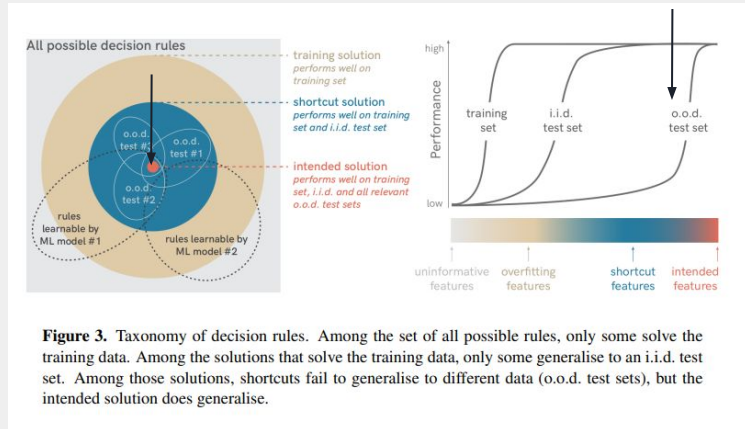 All possible decision rules
training solution
performs well on
training set
shortcut solution
performs well on training
set and i.i.d. test set
intended solution
performs well on training
set, i.i.d. and all relevant
o.o.d. test sets
o.o.d.
test #3
o.o.d.
test #1
o.o.d.
test #2
rules
learnable by
ML model #1
rules learnable by
ML model #2
high
Performance
low
training
set
i.i.d.
test set
o.o.d.
test set
uninformative
features
overfitting
features
shortcut
features
intended
features
Figure 3. Taxonomy of decision rules. Among the set of all possible rules, only some solve the
training data. Among the solutions that solve the training data, only some generalise to an i.i.d. test
set. Among those solutions, shortcuts fail to generalise to different data (o.o.d. test sets), but the
intended solution does generalise.